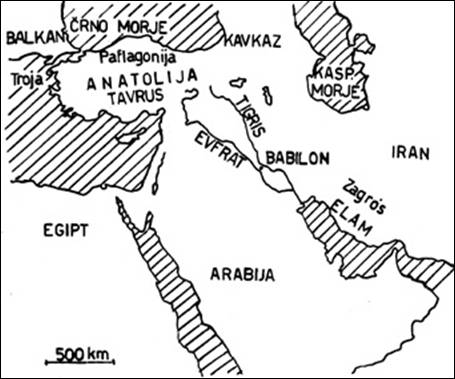 ČRNO MORJE
BALKAN
KAVKAZ
Paflagonija
Troja
ANATOLIJA
TAVRUS
KASP.
MORJE
TIGRIS
EVFRAT
BABILON
IRAN
Zagros
ELAM
EGIPT
ARABIJA
500 km